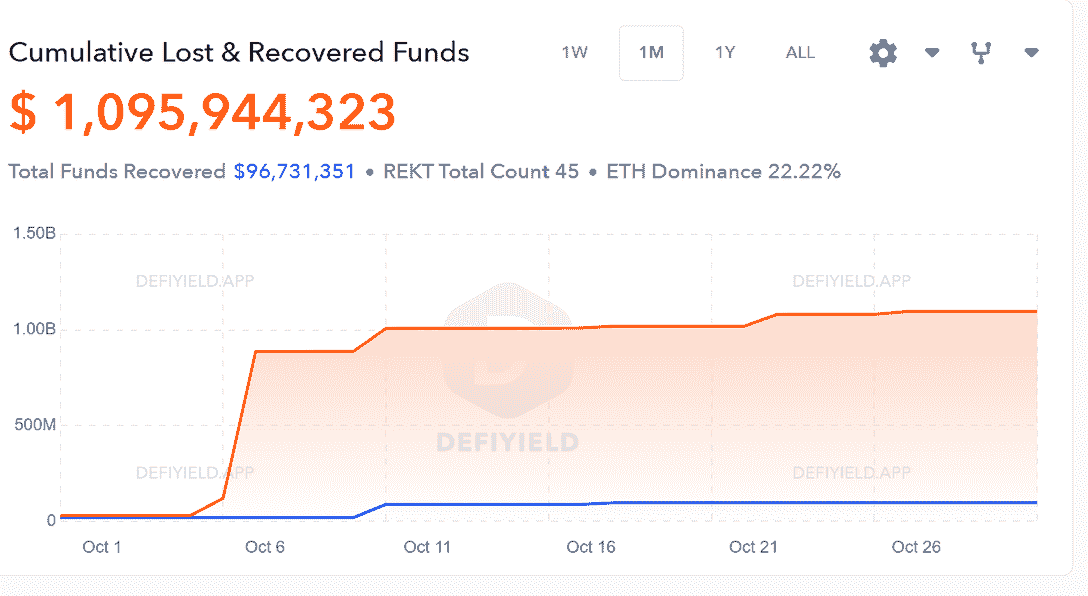 Cumulative Lost & Recovered Funds 1W 1M 1Y ALL
$ 1,095,944,323
Total Funds Recovered $96,731,351 • REKT Total Count 45 • ETH Dominance 22.22%
1.50B
DEFIYIELD.APP DEFIYIELD.APP
1.00B
500M
DEFIYIELD
DEFIYIELD.APP DEFIYIELD.APP
0
Oct 1 Oct 6 Oct 11 Oct 16 Oct 21 Oct 26